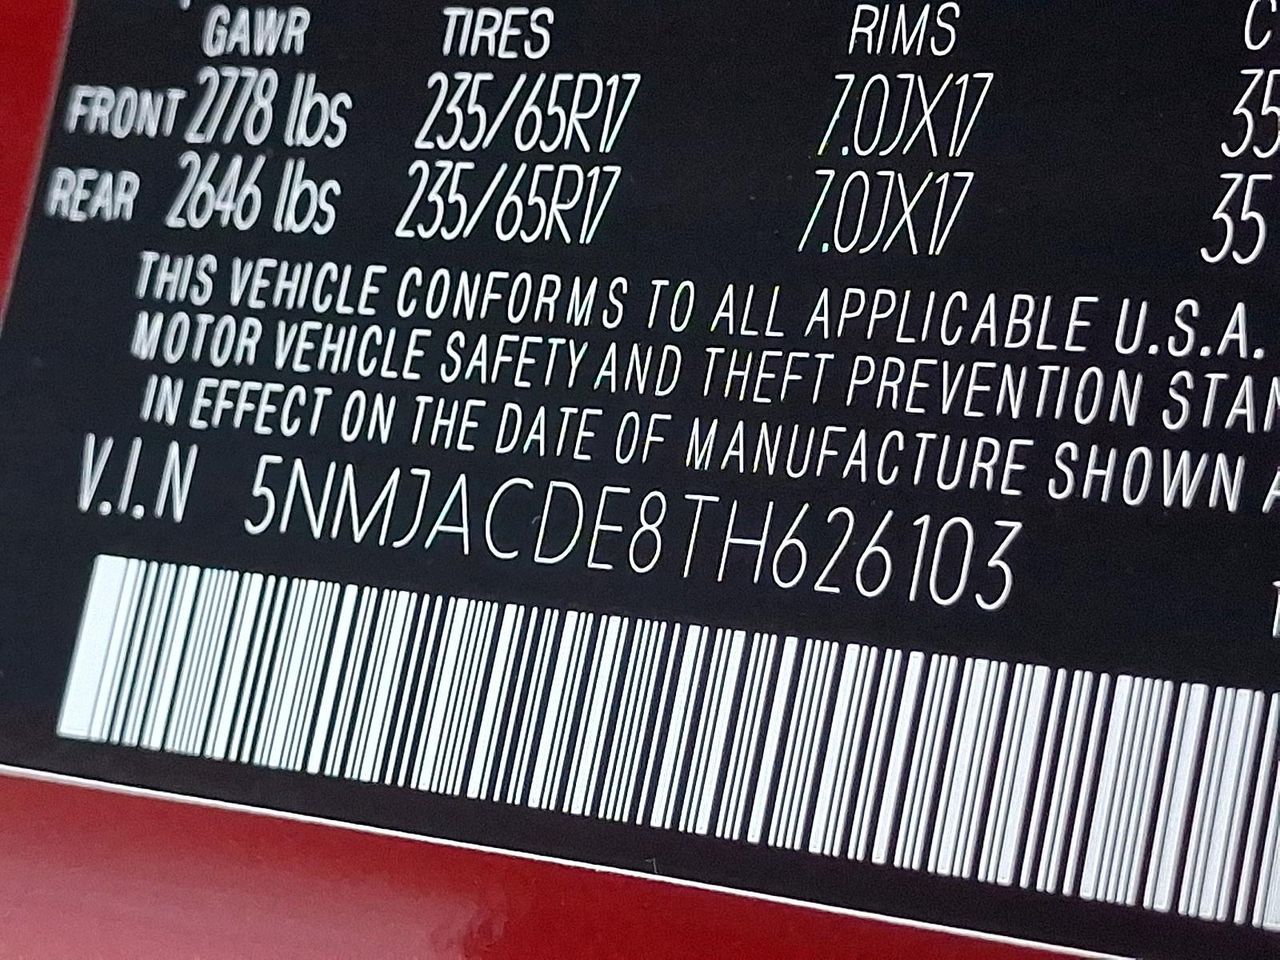 GAWR TIRES RIMS C
FRONT 2778 lbs 235/65R17 7.0JX17 35
REAR 2646 lbs 235/65R17 7.0JX17 35
THIS VEHICLE CONFORMS TO ALL APPLICABLE U.S.A.
MOTOR VEHICLE SAFETY AND THEFT PREVENTION STAN
IN EFFECT ON THE DATE OF MANUFACTURE SHOWN A
V.I.N 5NMJACDE8TH626103